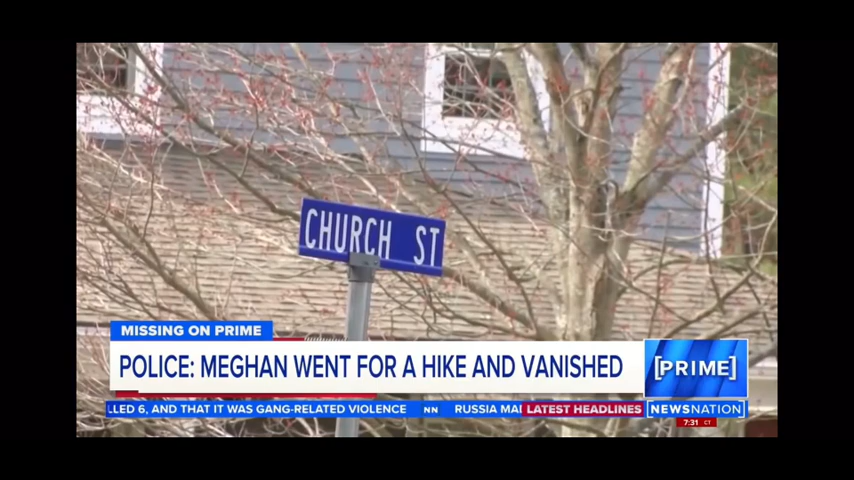 CHURCH ST
MISSING ON PRIME
POLICE: MEGHAN WENT FOR A HIKE AND VANISHED
[PRIME]
LLED 6, AND THAT IT WAS GANG-RELATED VIOLENCE NN RUSSIA MAI
LATEST HEADLINES
NEWSNATION
7:31 CT